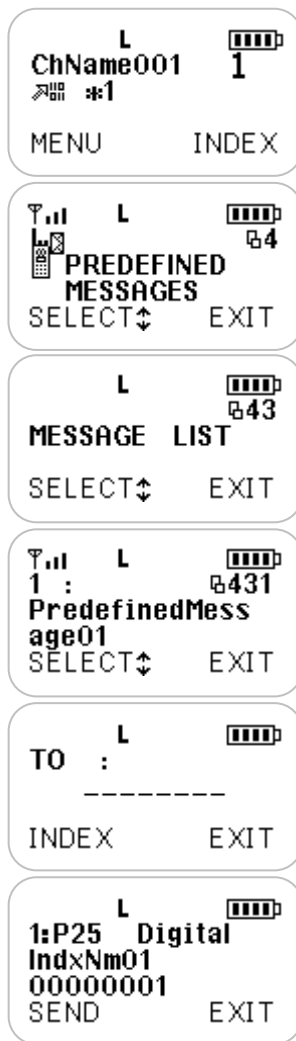 L
ChName001 1
*1
MENU INDEX
L
4
PREDEFINED
MESSAGES
SELECT EXIT
L
43
MESSAGE LIST
SELECT EXIT
L
1 : 431
PredefinedMess
age01
SELECT EXIT
L
TO :
--------
INDEX EXIT
L
1:P25 Digital
IndxNm01
00000001
SEND EXIT